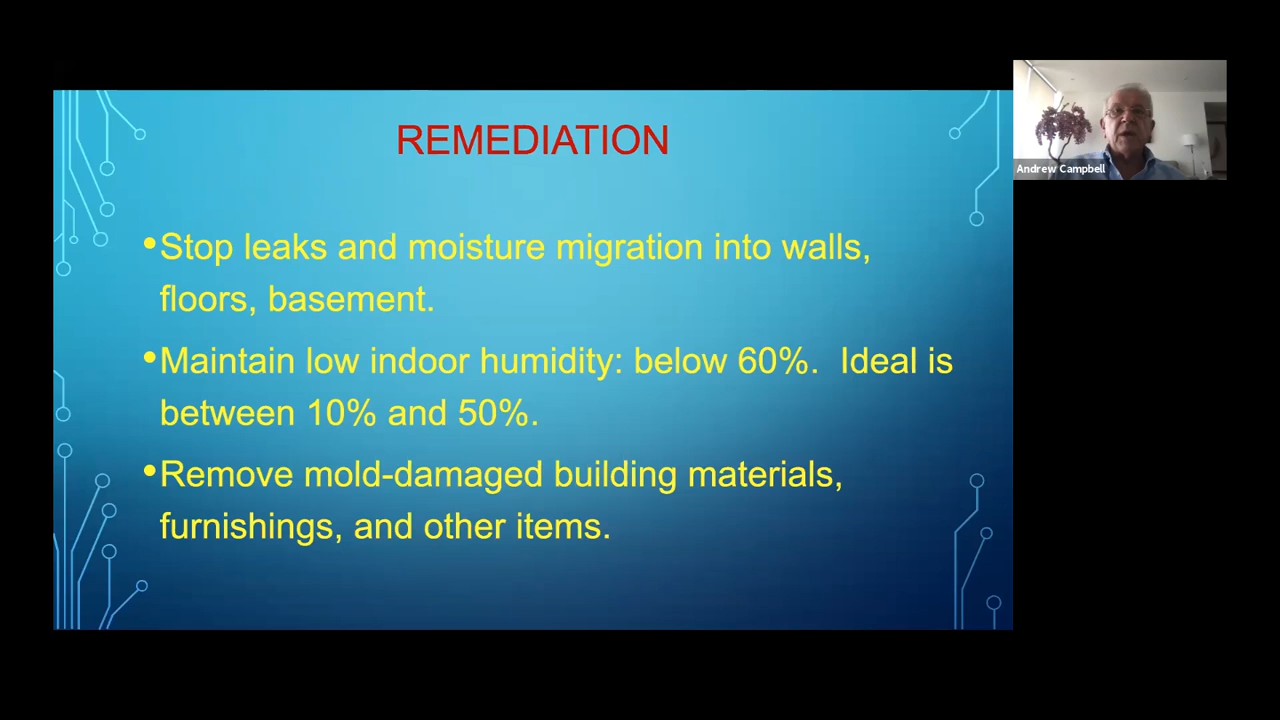 REMEDIATION
•Stop leaks and moisture migration into walls,
floors, basement.
•Maintain low indoor humidity: below 60%.  Ideal is
between 10% and 50%.
•Remove mold-damaged building materials,
furnishings, and other items.
Andrew Campbell